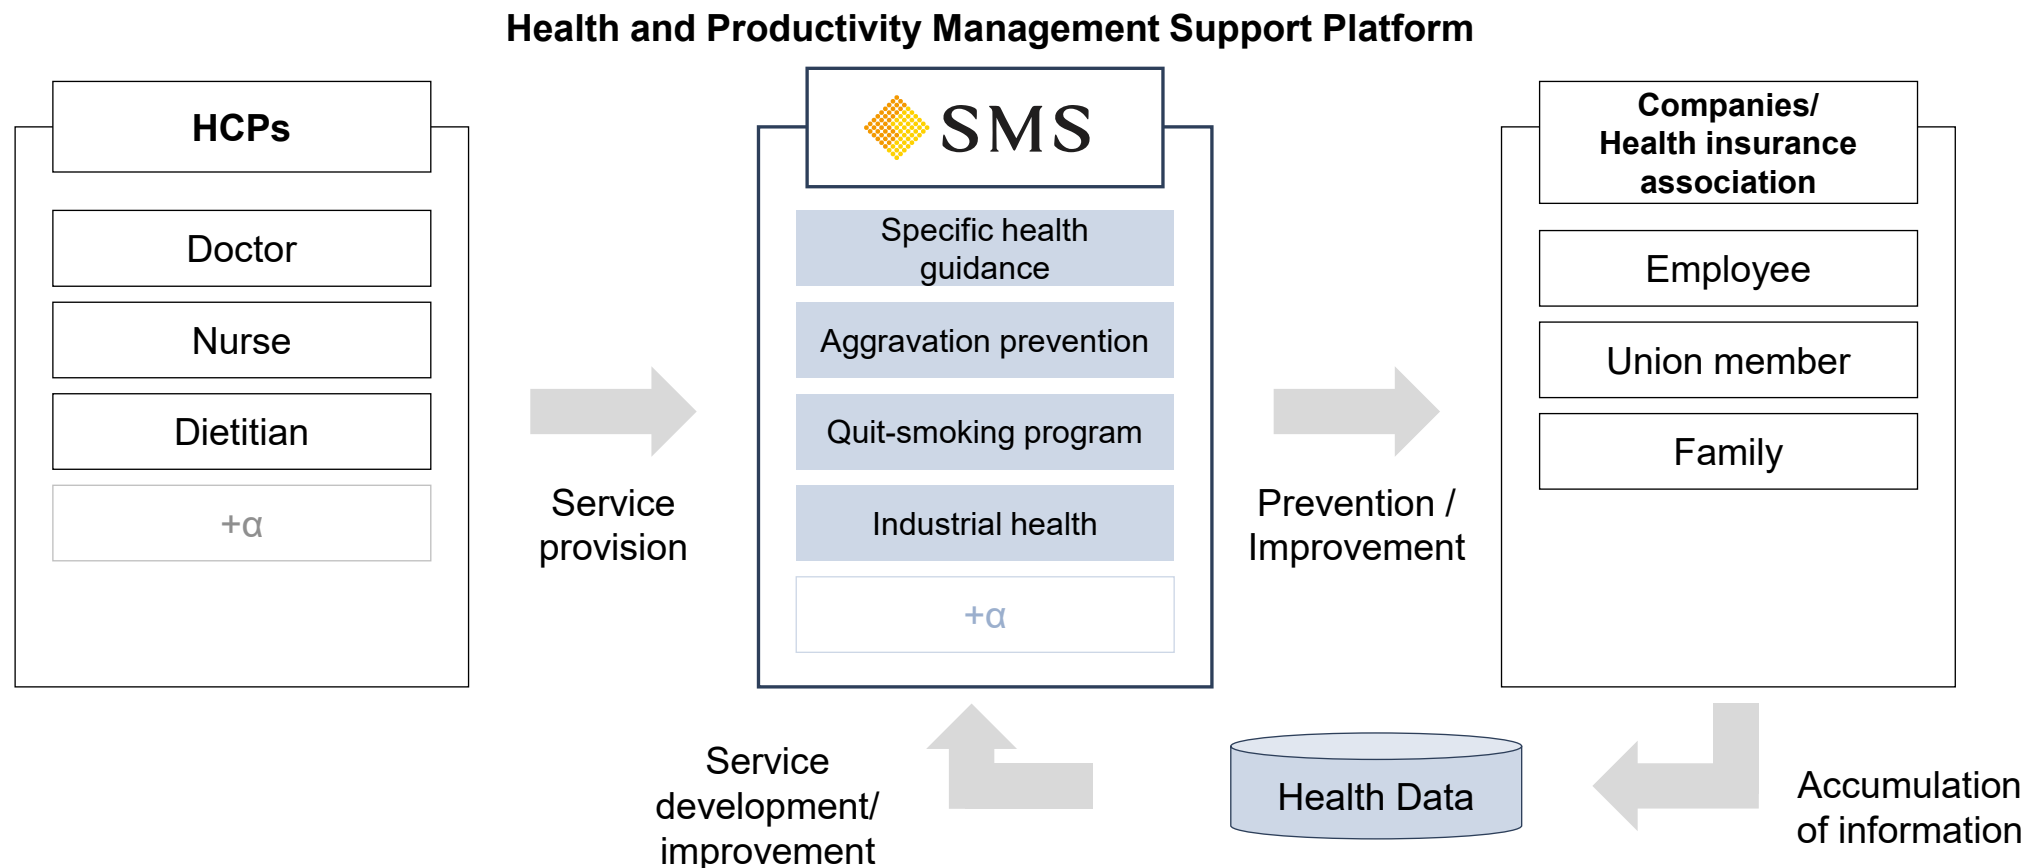 Health and Productivity Management Support Platform
HCPs
Doctor
Nurse
Dietitian
+α
Service
provision
SMS
Specific health
guidance
Aggravation prevention
Quit-smoking program
Industrial health
+α
Prevention /
Improvement
Companies/
Health insurance
association
Employee
Union member
Family
Service
development/
improvement
Health Data
Accumulation
of information